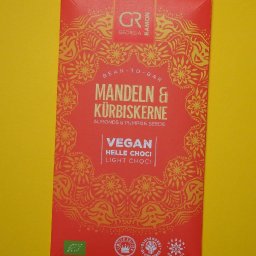 GR
GEORGIA
RAMON
BEAN-TO-BAR
MANDELN &
KÜRBISKERNE
ALMONDS & PUMPKIN SEEDS
VEGAN
HELLE CHOCI
LIGHT CHOCI